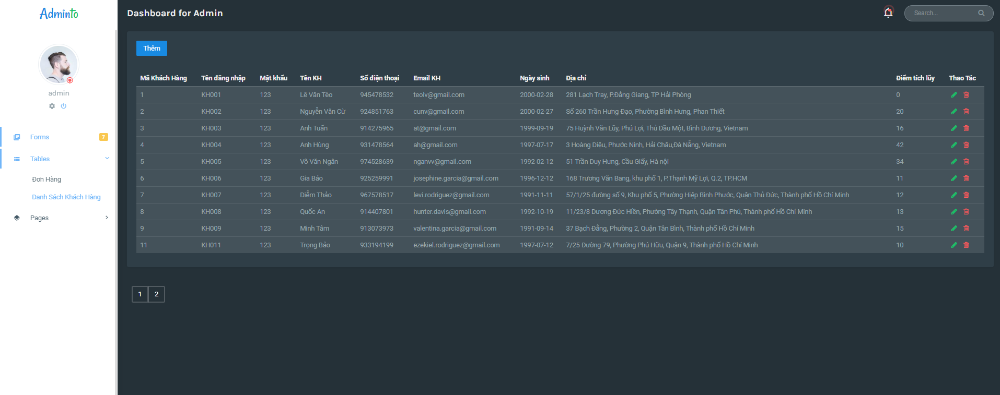 Adminto
Dashboard for Admin
Search...
admin
Forms 7
Tables
Đơn Hàng
Danh Sách Khách Hàng
Pages
Thêm
Mã Khách Hàng Tên đăng nhập Mật khẩu Tên KH Số điện thoại Email KH Ngày sinh Địa chỉ Điểm tích lũy Thao Tác
1 KH001 123 Lê Văn Tèo 945478532 teolv@gmail.com 2000-02-28 281 Lạch Tray, P.Đằng Giang, TP Hải Phòng 0
2 KH002 123 Nguyễn Văn Cừ 924851763 cunv@gmail.com 2000-02-27 Số 260 Trần Hưng Đạo, Phường Bình Hưng, Phan Thiết 20
3 KH003 123 Anh Tuấn 914275965 at@gmail.com 1999-09-19 75 Huỳnh Văn Lũy, Phú Lợi, Thủ Dầu Một, Bình Dương, Vietnam 16
4 KH004 123 Anh Hùng 931478564 ah@gmail.com 1997-07-17 3 Hoàng Diệu, Phước Ninh, Hải Châu,Đà Nẵng, Vietnam 42
5 KH005 123 Võ Văn Ngân 974528639 nganvv@gmail.com 1992-02-12 51 Trần Duy Hưng, Cầu Giấy, Hà nội 34
6 KH006 123 Gia Bảo 925259991 josephine.garcia@gmail.com 1996-12-12 168 Trương Văn Bang, khu phố 1, P.Thạnh Mỹ Lợi, Q.2, TP.HCM 11
7 KH007 123 Diễm Thảo 967578517 levi.rodriguez@gmail.com 1991-11-11 57/1/25 đường số 9, Khu phố 5, Phường Hiệp Bình Phước, Quận Thủ Đức, Thành phố Hồ Chí Minh 12
8 KH008 123 Quốc An 914407801 hunter.davis@gmail.com 1992-10-19 11/23/8 Dương Đức Hiền, Phường Tây Thạnh, Quận Tân Phú, Thành phố Hồ Chí Minh 13
9 KH009 123 Minh Tâm 913073973 valentina.garcia@gmail.com 1991-09-14 37 Bạch Đằng, Phường 2, Quận Tân Bình, Thành phố Hồ Chí Minh 15
11 KH011 123 Trọng Bảo 933194199 ezekiel.rodriguez@gmail.com 1997-07-12 7/25 Đường 79, Phường Phú Hữu, Quận 9, Thành phố Hồ Chí Minh 10
1 2